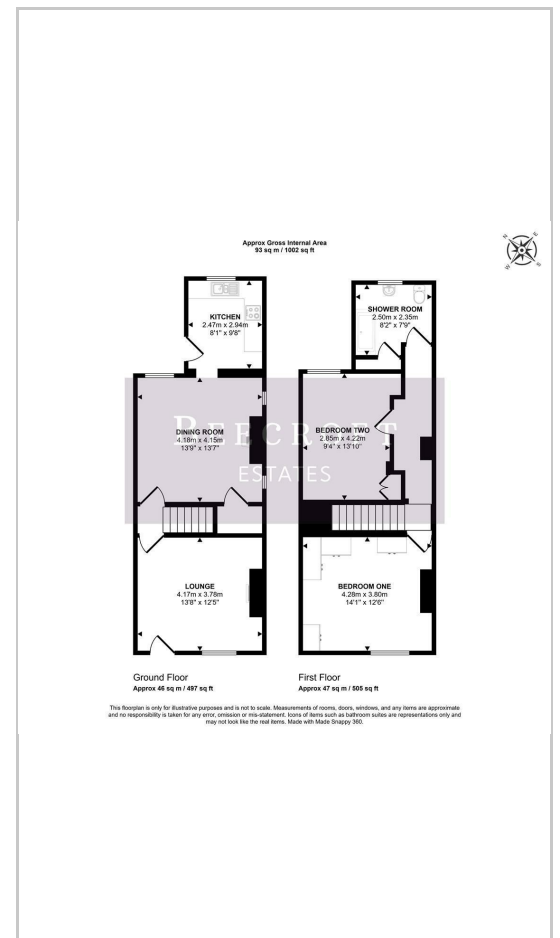 Approx Gross Internal Area
93 sq m / 1002 sq ft
N
E
W
S
KITCHEN
2.47m x 2.94m
8'1" x 9'8"
SHOWER ROOM
2.50m x 2.35m
8'2" x 7'9"
DINING ROOM
4.18m x 4.15m
13'9" x 13'7"
BEDROOM TWO
2.85m x 4.22m
9'4" x 13'10"
BEECROFT
ESTATES
LOUNGE
4.17m x 3.78m
13'8" x 12'5"
BEDROOM ONE
4.28m x 3.80m
14'1" x 12'6"
Ground Floor
Approx 46 sq m / 497 sq ft
First Floor
Approx 47 sq m / 505 sq ft
This floorplan is only for illustrative purposes and is not to scale. Measurements of rooms, doors, windows, and any items are approximate
and no responsibility is taken for any error, omission or mis-statement. Icons of items such as bathroom suites are representations only and
may not look like the real items. Made with Made Snappy 360.